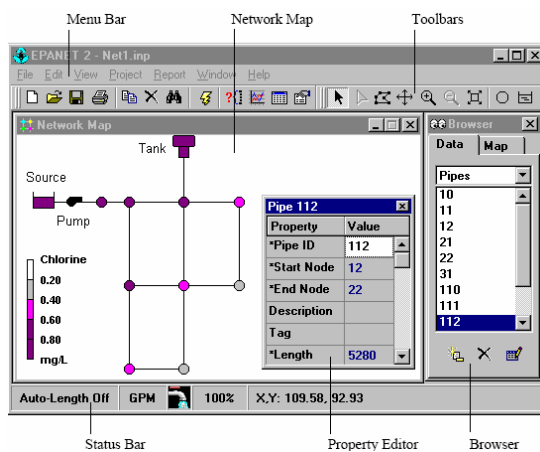 Menu Bar
Network Map
Toolbars
EPANET 2 - Net1.inp
File Edit View Project Report Window Help
Network Map
Browser
Data Map
Pipes
10
11
12
21
22
31
110
111
112
Tank
Source
Pump
Chlorine
0.20
0.40
0.60
0.80
mg/L
Pipe 112
Property Value
*Pipe ID 112
*Start Node 12
*End Node 22
Description
Tag
*Length 5280
Auto-Length Off GPM 100% X,Y: 109.58, 92.93
Status Bar
Property Editor
Browser